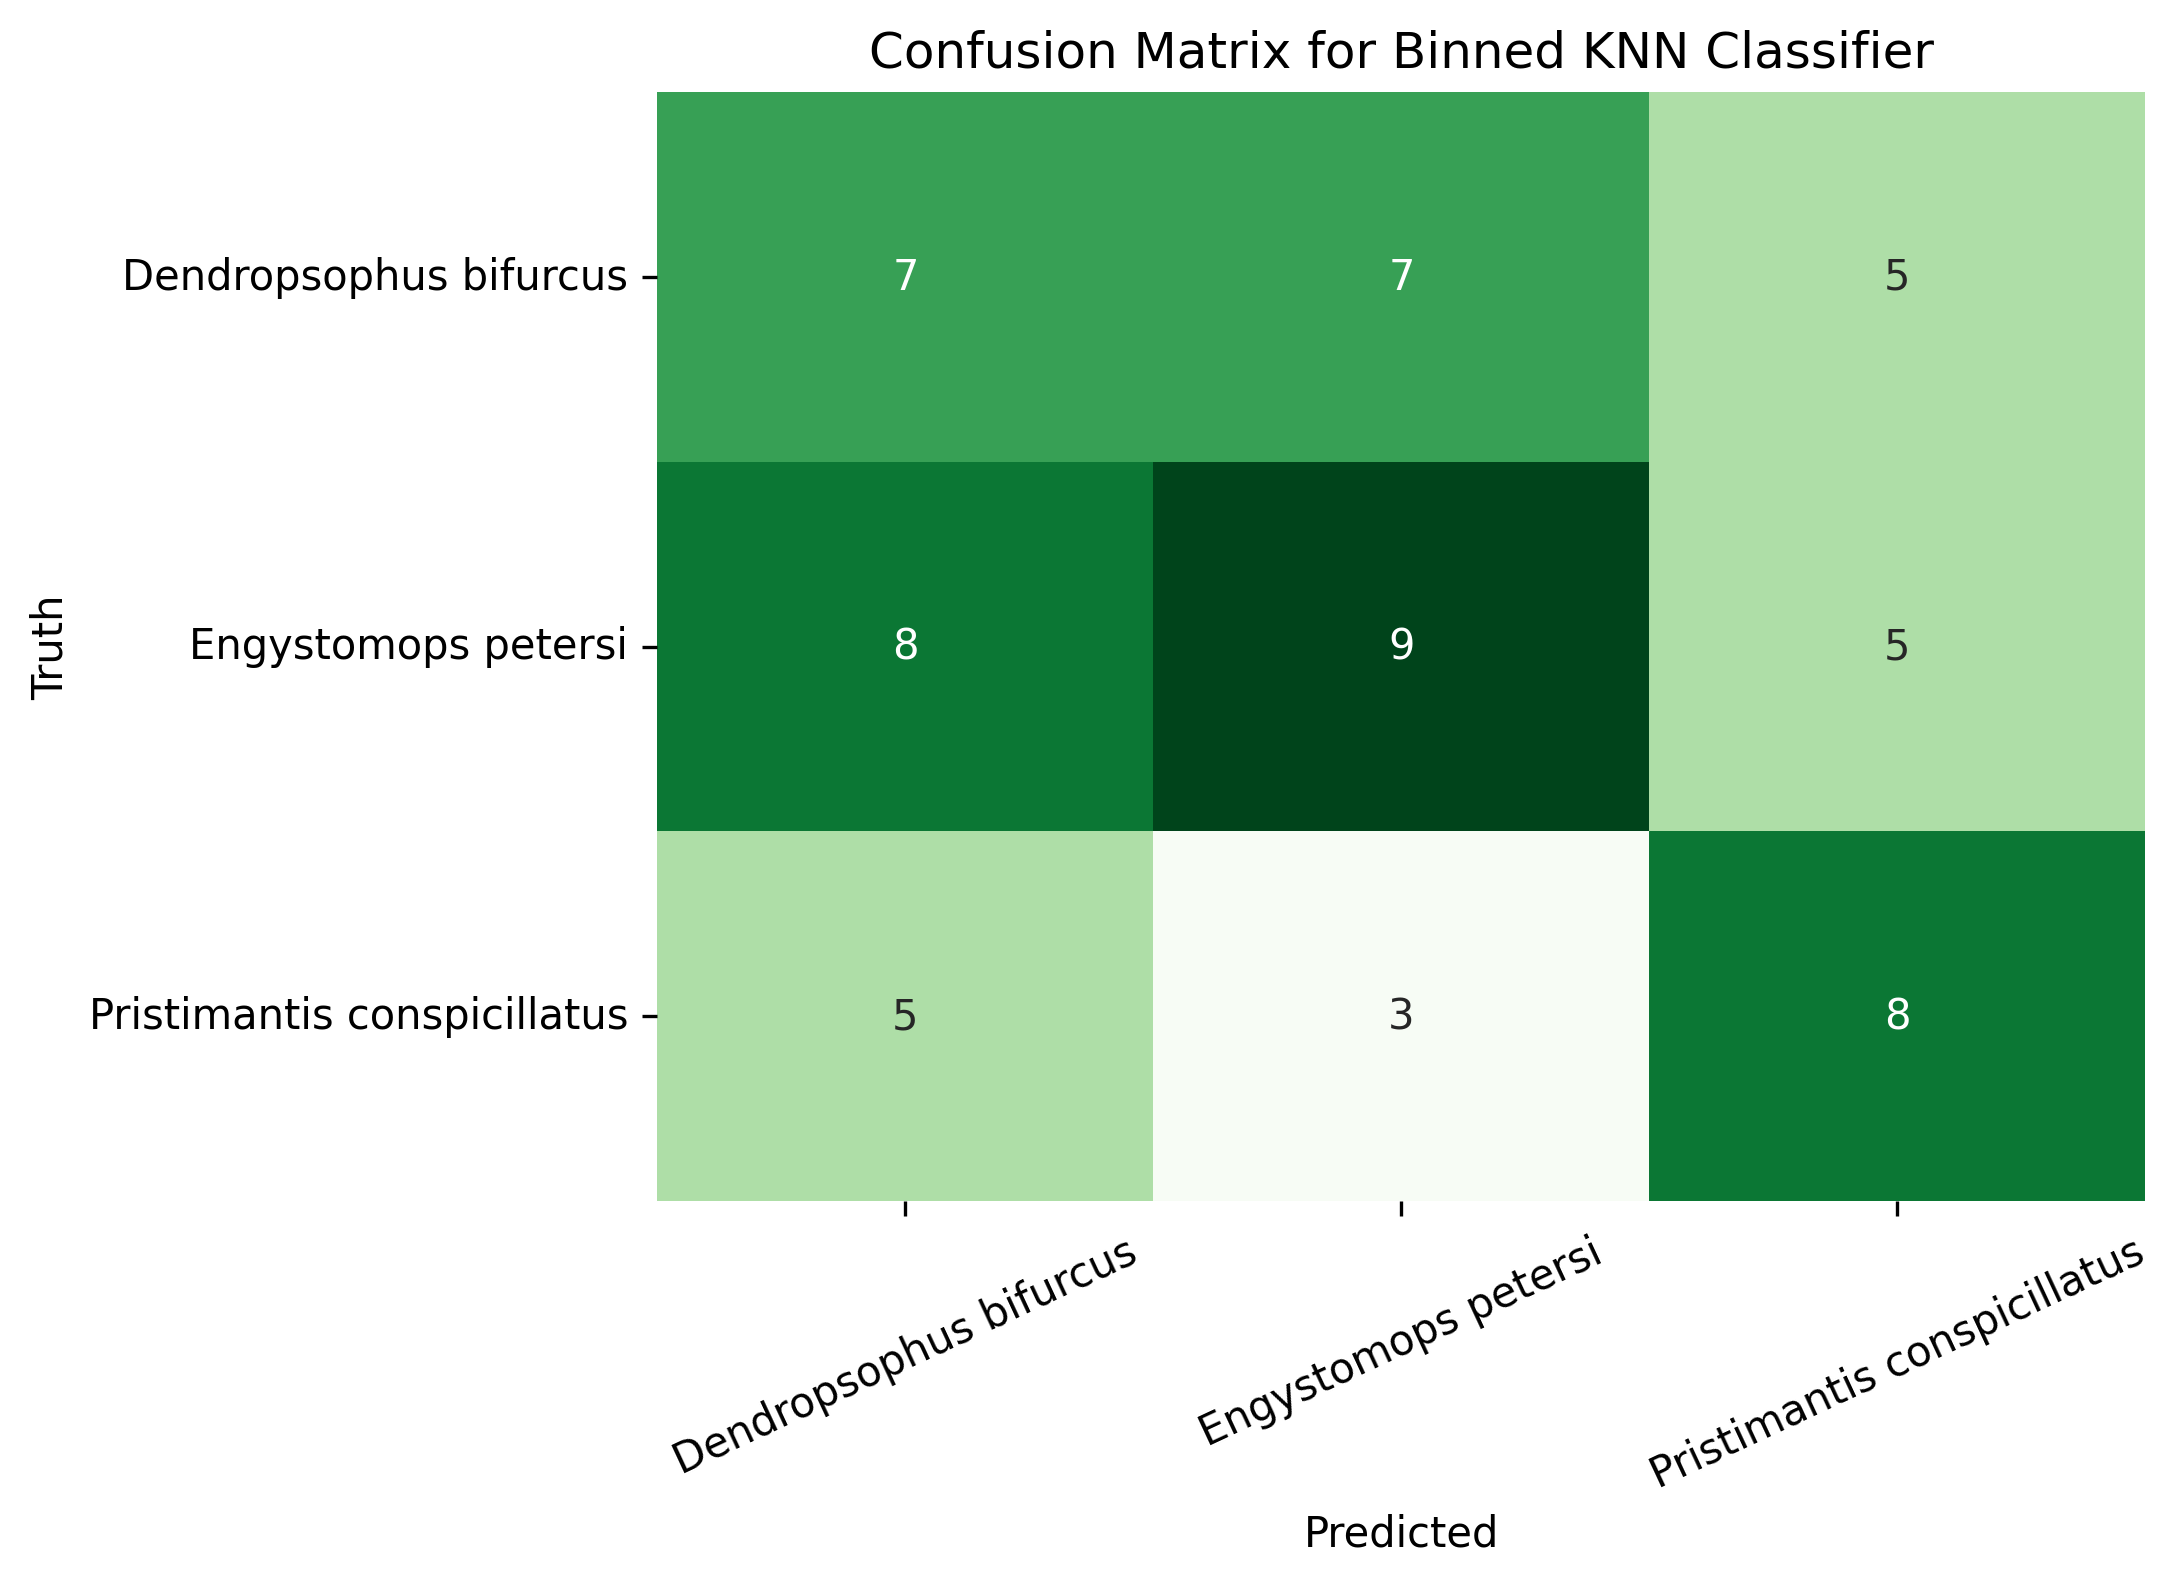 Confusion Matrix for Binned KNN Classifier
Truth
Dendropsophus bifurcus 7 7 5
Engystomops petersi 8 9 5
Pristimantis conspicillatus 5 3 8
Dendropsophus bifurcus
Engystomops petersi
Pristimantis conspicillatus
Predicted